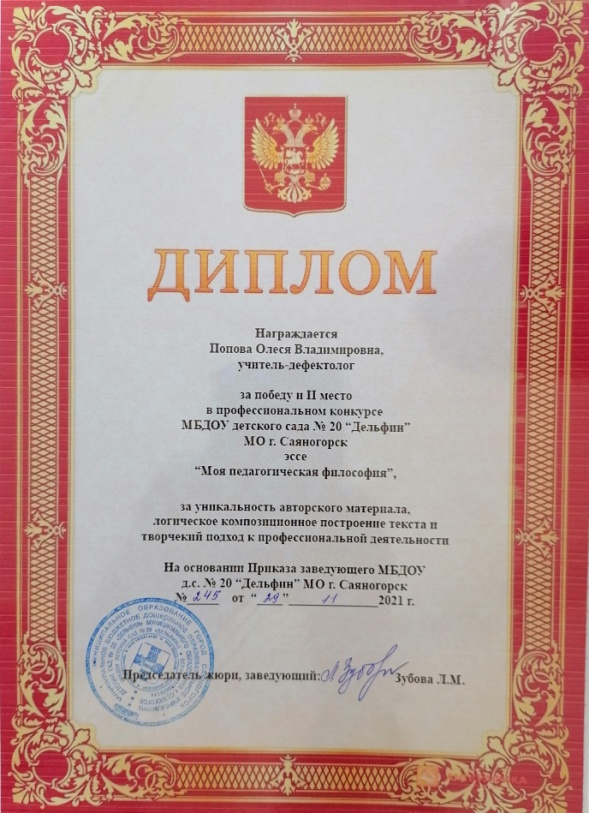 ДИПЛОМ
Награждается
Попова Олеся Владимировна,
учитель-дефектолог
за победу и II место
в профессиональном конкурсе
МБДОУ детского сада № 20 “Дельфин”
МО г. Саяногорск
эссе
“Моя педагогическая философия”,
за уникальность авторского материала,
логическое композиционное построение текста и
творчекий подход к профессиональной деятельности
На основании Приказа заведующего МБДОУ
д.с. № 20 “Дельфин” МО г. Саяногорск
№ 245 от “ 29 ” 11 2021 г.
Председатель жюри, заведующий: Зубова Л.М.